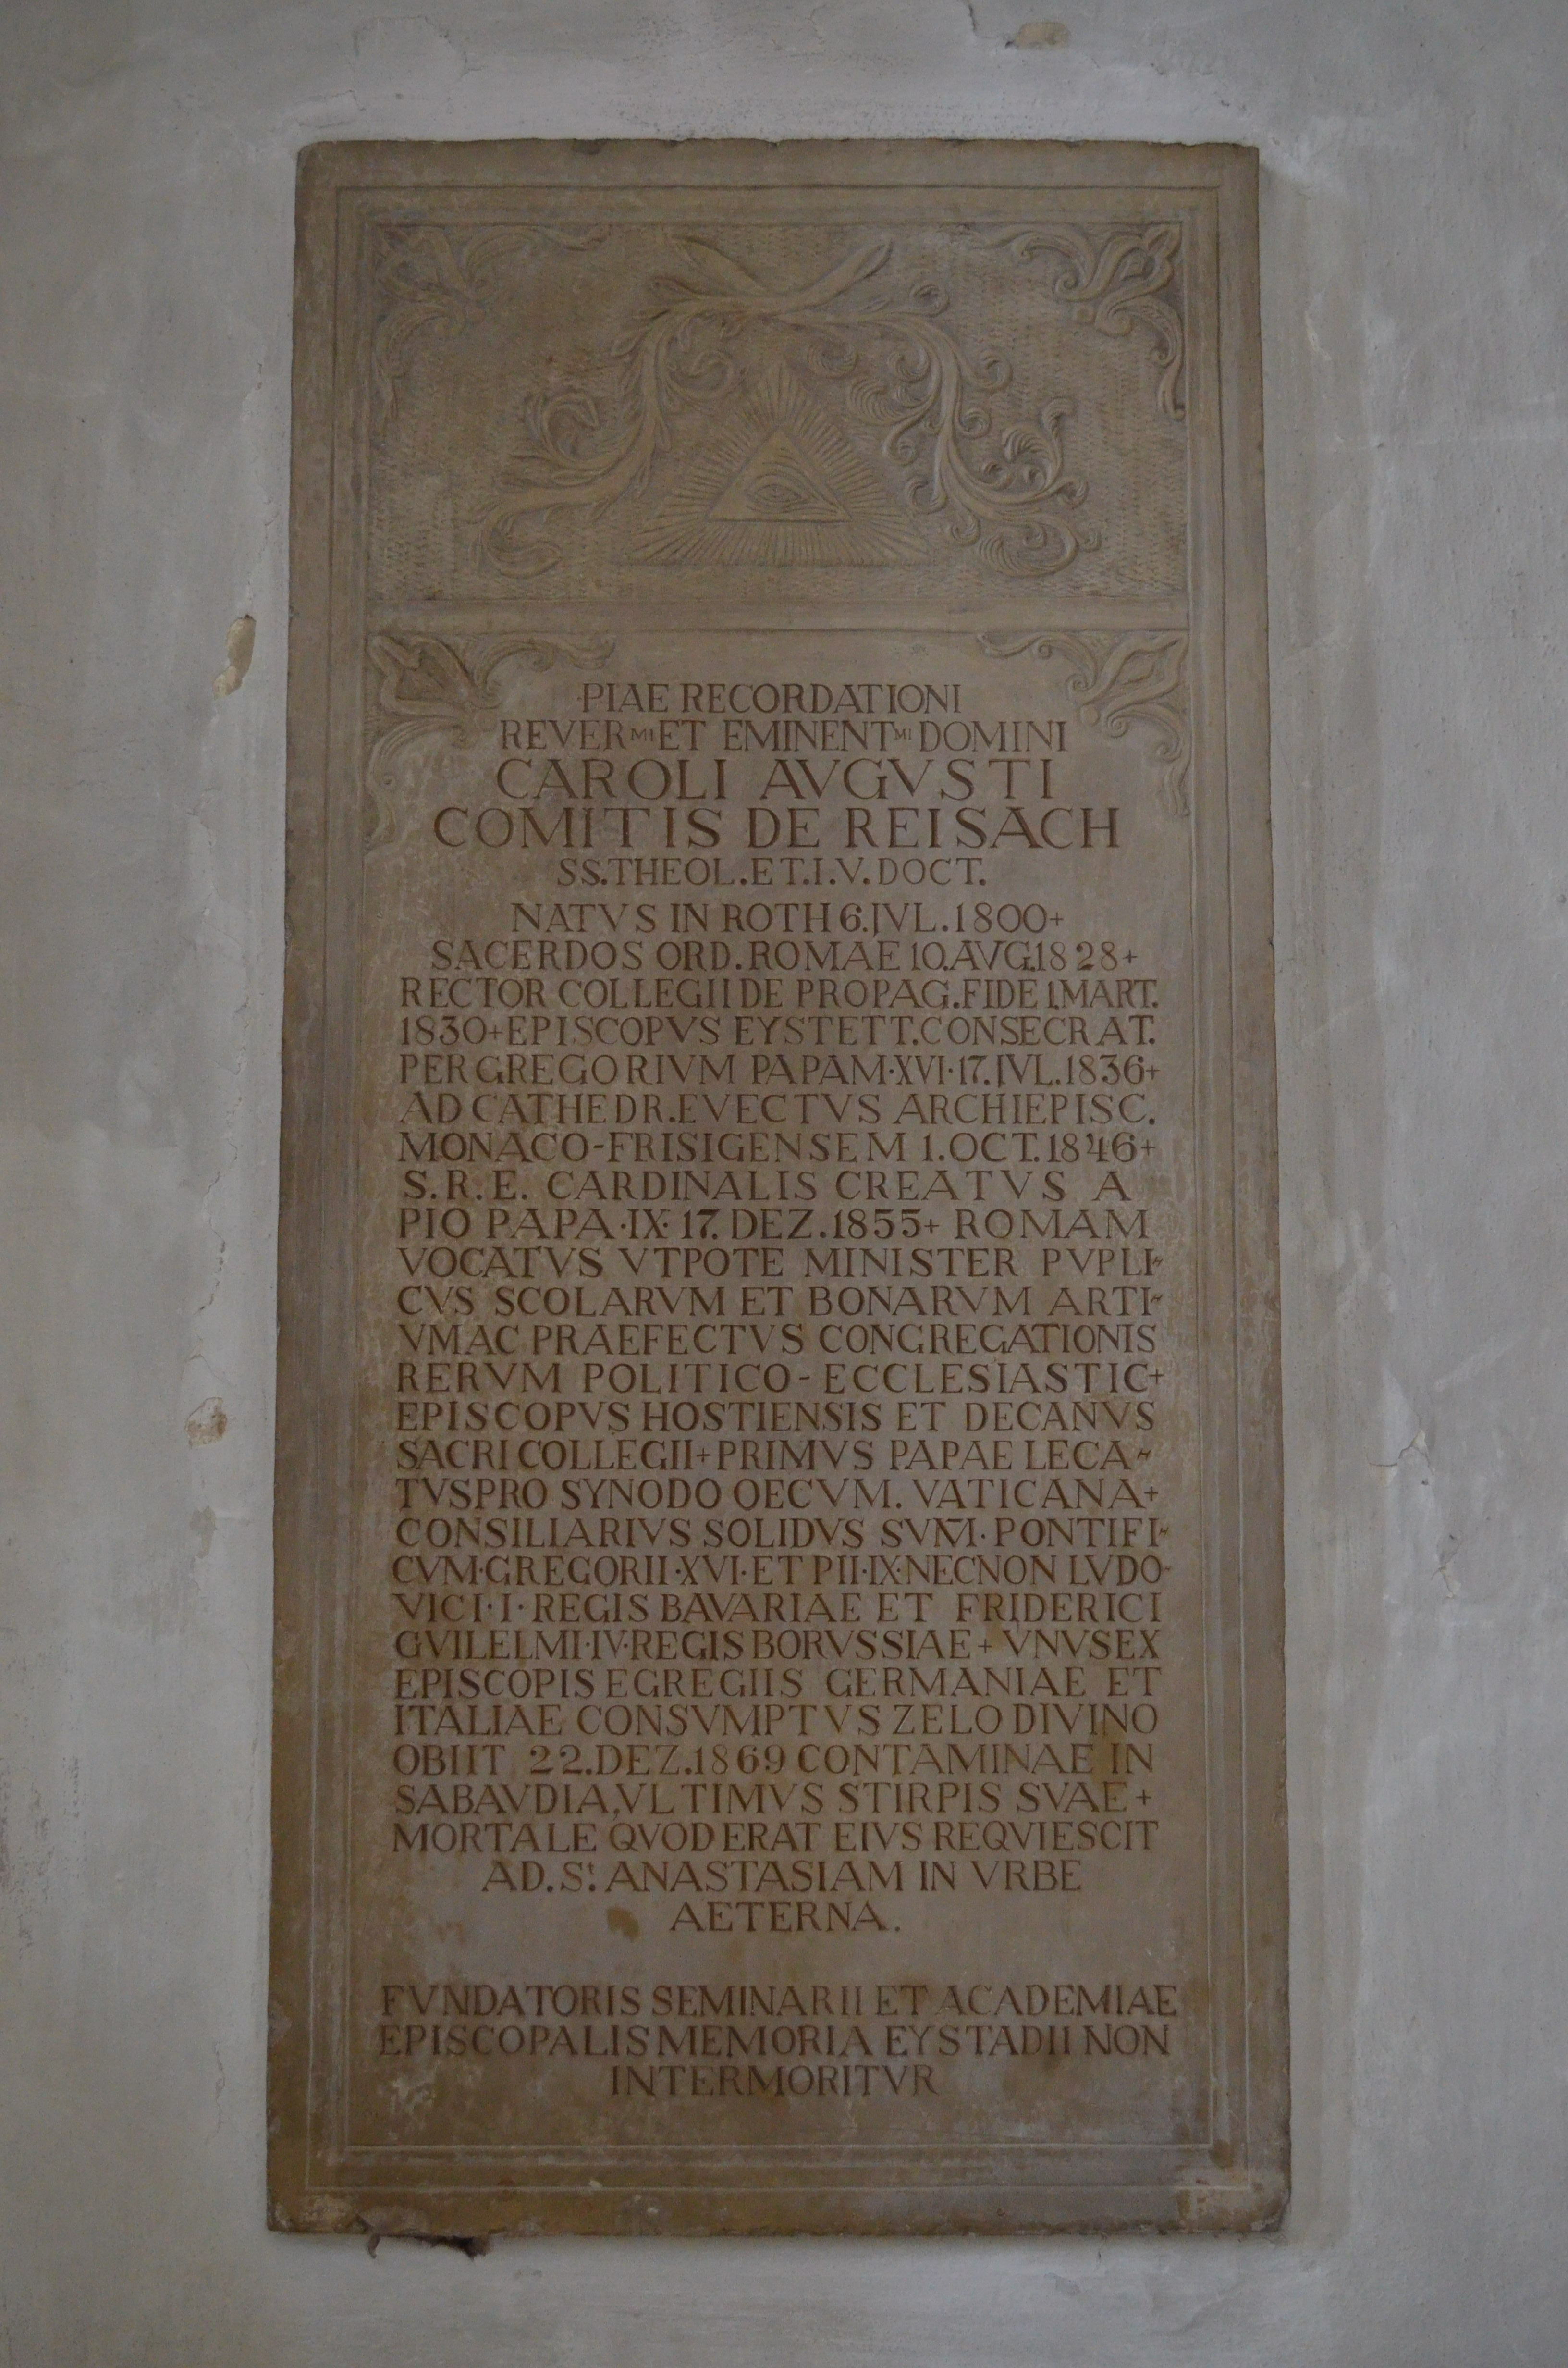 ·PIAE RECORDATIONI
REVERMI ET EMINENTMI DOMINI
CAROLI AVGVSTI
COMITIS DE REISACH
SS.THEOL.ET.I.V.DOCT.
NATVS IN ROTH 6.JVL.1800+
SACERDOS ORD.ROMAE 10.AVG.1828+
RECTOR COLLEGII DE PROPAG.FIDE 1.MART.
1830+EPISCOPVS EYSTETT.CONSECRAT.
PER GREGORIVM PAPAM·XVI·17.JVL.1836+
AD CATHEDR.EVECTVS ARCHIEPISC.
MONACO-FRISIGENSEM 1.OCT.1846+
S.R.E. CARDINALIS CREATVS A
PIO PAPA·IX·17.DEZ.1855+ ROMAM
VOCATVS VTPOTE MINISTER PVPLI-
CVS SCOLARVM ET BONARVM ARTI-
VM AC PRAEFECTVS CONGREGATIONIS
RERVM POLITICO-ECCLESIASTIC+
EPISCOPVS HOSTIENSIS ET DECANVS
SACRI COLLEGII+PRIMVS PAPAE LECA-
TVS PRO SYNODO OECVM. VATICANA+
CONSILIARIVS SOLIDVS SVM̄·PONTIFI-
CVM·GREGORII·XVI·ET PII·IX·NECNON LVDO-
VICI·I·REGIS BAVARIAE ET FRIDERICI
GVILELMI·IV·REGIS BORVSSIAE+VNVS EX
EPISCOPIS EGREGIIS GERMANIAE ET
ITALIAE CONSVMPTVS ZELO DIVINO
OBIIT 22.DEZ.1869 CONTAMINAE IN
SABAVDIA,VLTIMVS STIRPIS SVAE+
MORTALE QVOD ERAT EIVS REQVIESCIT
AD.St. ANASTASIAM IN VRBE
AETERNA.
FVNDATORIS SEMINARII ET ACADEMIAE
EPISCOPALIS MEMORIA EYSTADII NON
INTERMORITVR